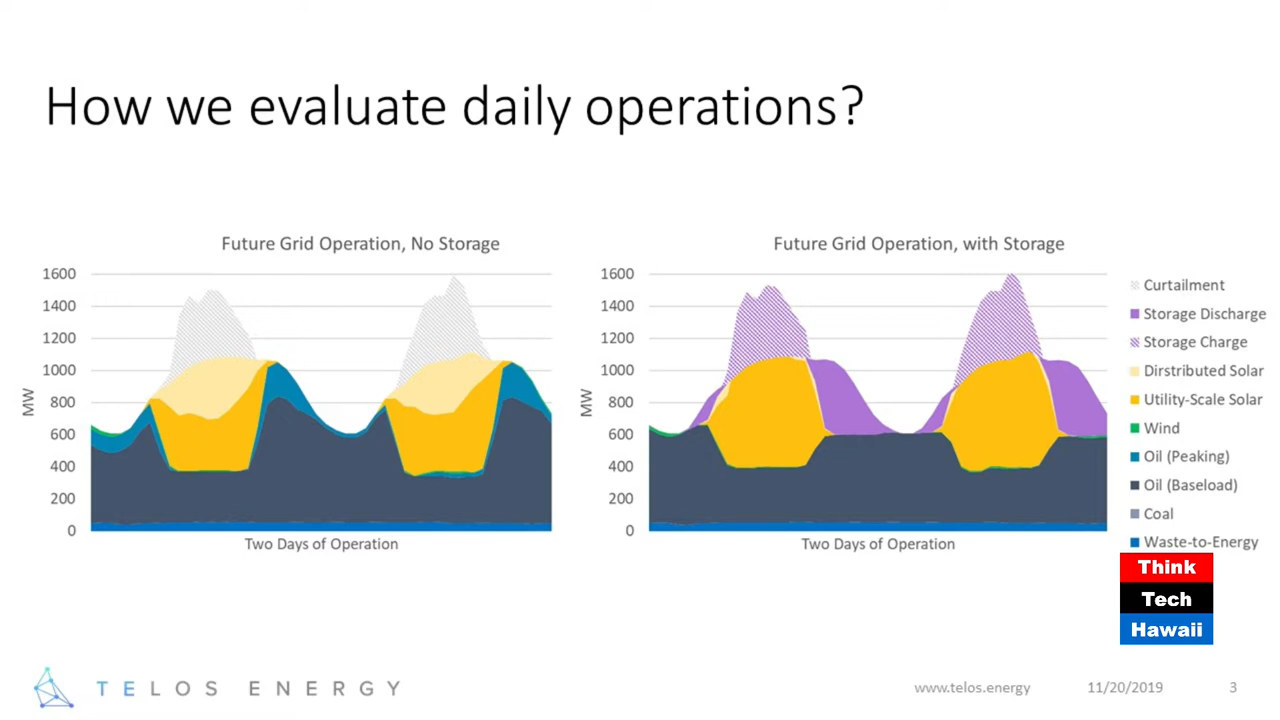 How we evaluate daily operations?
Future Grid Operation, No Storage
1600
1400
1200
1000
800
600
400
200
0
MW
Two Days of Operation
Future Grid Operation, with Storage
1600
1400
1200
1000
800
600
400
200
0
MW
Two Days of Operation
Curtailment
Storage Discharge
Storage Charge
Dirstributed Solar
Utility-Scale Solar
Wind
Oil (Peaking)
Oil (Baseload)
Coal
Waste-to-Energy
Think
Tech
Hawaii
TELOS ENERGY
www.telos.energy 11/20/2019 3